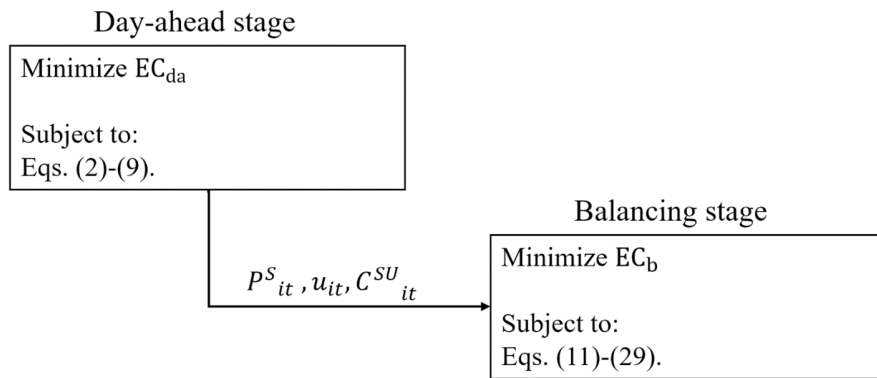 Day-ahead stage
Minimize EC_da
Subject to:
Eqs. (2)-(9).
Balancing stage
P^S_it , u_it, C^SU_it
Minimize EC_b
Subject to:
Eqs. (11)-(29).